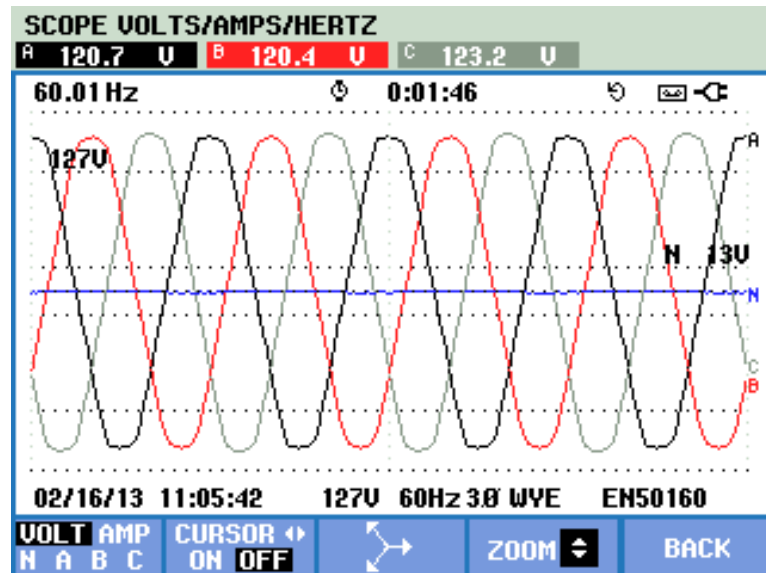 SCOPE VOLTS/AMPS/HERTZ
A 120.7 V B 120.4 V C 123.2 V
60.01 Hz 0:01:46
127V
A
N 13V
N
C
B
02/16/13 11:05:42 127V 60Hz 3.Ø WYE EN50160
VOLT AMP CURSOR ZOOM BACK
N A B C ON OFF